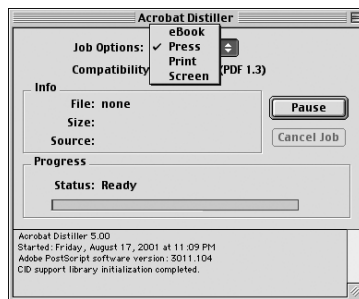 Acrobat Distiller
eBook
Job Options: ✓ Press
Print
Compatibility (PDF 1.3)
Screen
Info
File: none
Size:
Source:
Pause
Cancel Job
Progress
Status: Ready
Acrobat Distiller 5.00
Started: Friday, August 17, 2001 at 11:09 PM
Adobe PostScript software version: 3011.104
CID support library initialization completed.